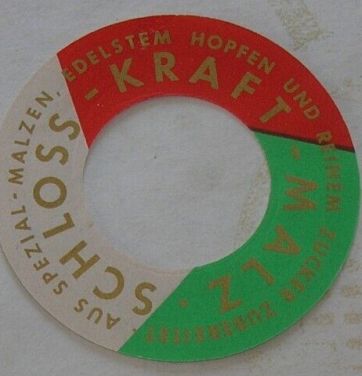 AUS SPEZIAL-MALZEN, EDELSTEM HOPFEN UND REINEM ZUCKER ZUBEREITET.
SCHLOSS-KRAFT-MALZ.